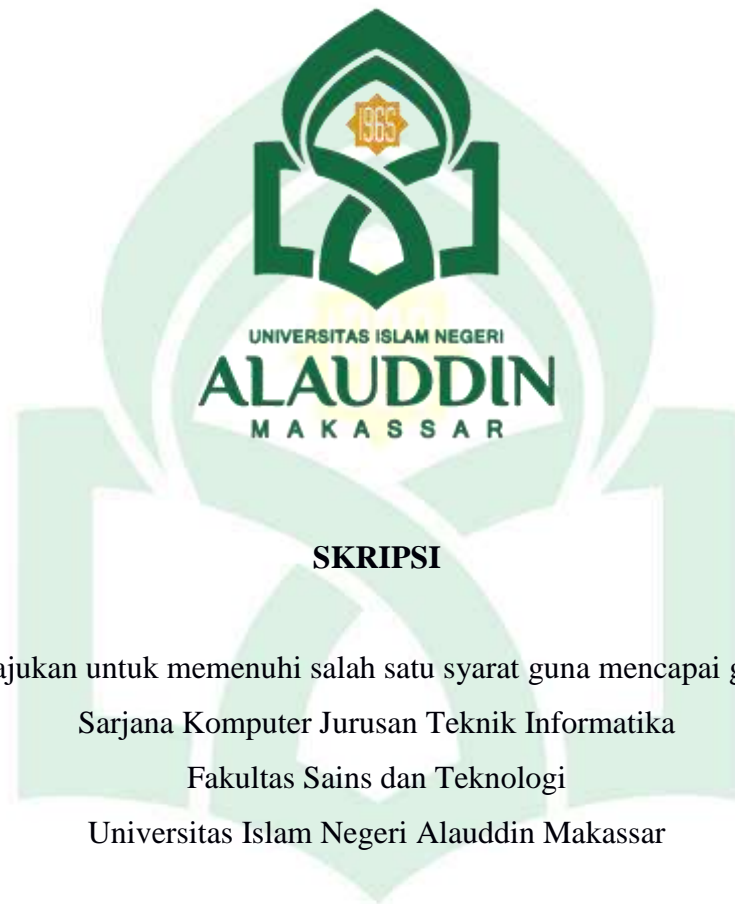 1965
UNIVERSITAS ISLAM NEGERI
ALAUDDIN
MAKASSAR
SKRIPSI
ajukan untuk memenuhi salah satu syarat guna mencapai g
Sarjana Komputer Jurusan Teknik Informatika
Fakultas Sains dan Teknologi
Universitas Islam Negeri Alauddin Makassar